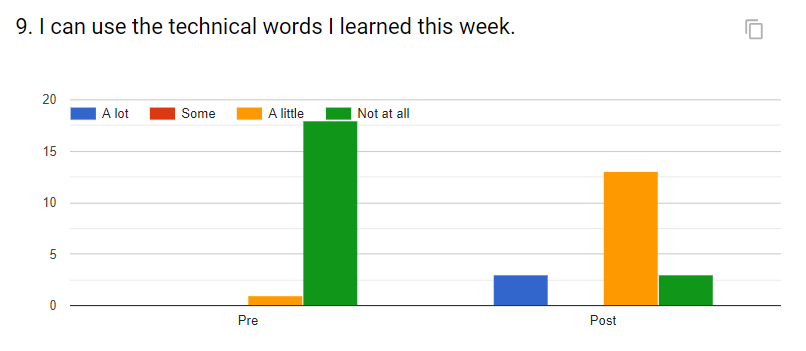 9. I can use the technical words I learned this week.
20
A lot Some A little Not at all
15
10
5
0
Pre Post